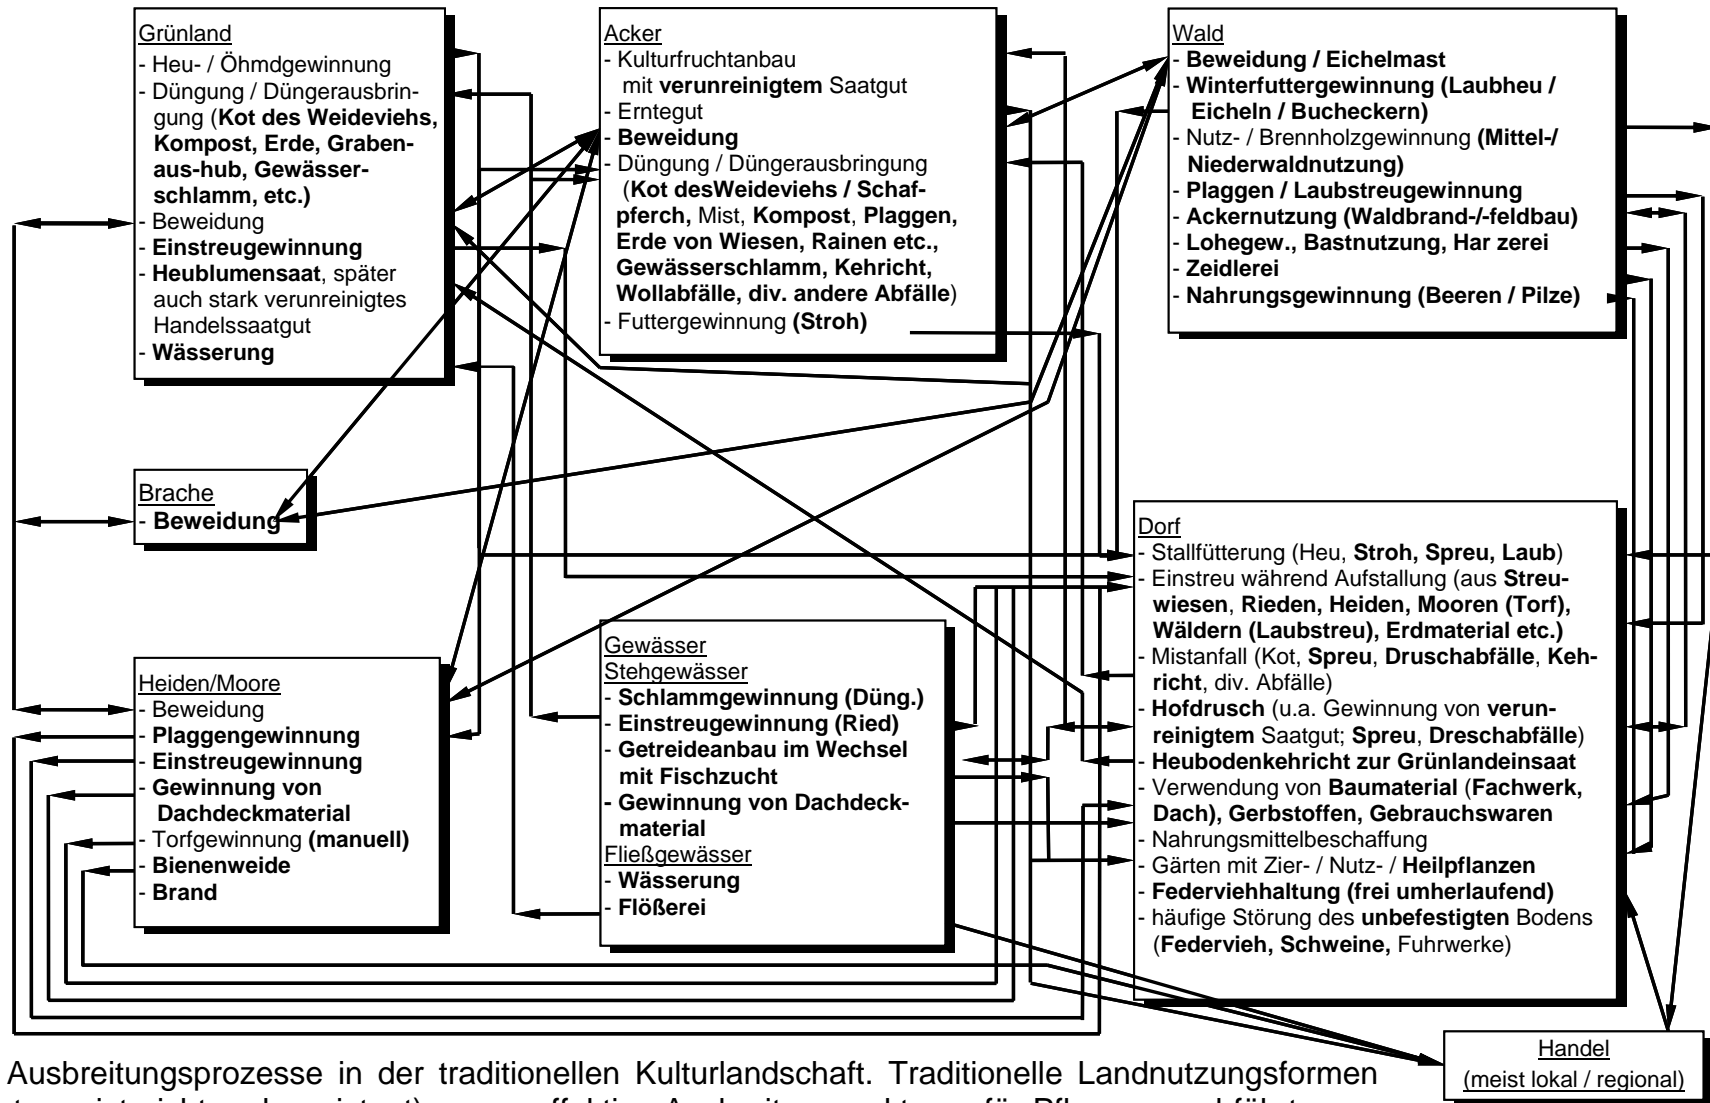 Grünland
- Heu- / Öhmdgewinnung
- Düngung / Düngerausbrin-
gung (Kot des Weideviehs,
Kompost, Erde, Graben-
aus-hub, Gewässer-
schlamm, etc.)
- Beweidung
- Einstreugewinnung
- Heublumensaat, später
auch stark verunreinigtes
Handelssaatgut
- Wässerung
Acker
- Kulturfruchtanbau
mit verunreinigtem Saatgut
- Erntegut
- Beweidung
- Düngung / Düngerausbringung
(Kot desWeideviehs / Schaf-
pferch, Mist, Kompost, Plaggen,
Erde von Wiesen, Rainen etc.,
Gewässerschlamm, Kehricht,
Wollabfälle, div. andere Abfälle)
- Futtergewinnung (Stroh)
Wald
- Beweidung / Eichelmast
- Winterfuttergewinnung (Laubheu /
Eicheln / Bucheckern)
- Nutz- / Brennholzgewinnung (Mittel-/
Niederwaldnutzung)
- Plaggen / Laubstreugewinnung
- Ackernutzung (Waldbrand-/-feldbau)
- Lohegew., Bastnutzung, Har zerei
- Zeidlerei
- Nahrungsgewinnung (Beeren / Pilze)
Brache
- Beweidung
Heiden/Moore
- Beweidung
- Plaggengewinnung
- Einstreugewinnung
- Gewinnung von
Dachdeckmaterial
- Torfgewinnung (manuell)
- Bienenweide
- Brand
Gewässer
Stehgewässer
- Schlammgewinnung (Düng.)
- Einstreugewinnung (Ried)
- Getreideanbau im Wechsel
mit Fischzucht
- Gewinnung von Dachdeck-
material
Fließgewässer
- Wässerung
- Flößerei
Dorf
- Stallfütterung (Heu, Stroh, Spreu, Laub)
- Einstreu während Aufstallung (aus Streu-
wiesen, Rieden, Heiden, Mooren (Torf),
Wäldern (Laubstreu), Erdmaterial etc.)
- Mistanfall (Kot, Spreu, Druschabfälle, Keh-
richt, div. Abfälle)
- Hofdrusch (u.a. Gewinnung von verun-
reinigtem Saatgut; Spreu, Dreschabfälle)
- Heubodenkehricht zur Grünlandeinsaat
- Verwendung von Baumaterial (Fachwerk,
Dach), Gerbstoffen, Gebrauchswaren
- Nahrungsmittelbeschaffung
- Gärten mit Zier- / Nutz- / Heilpflanzen
- Federviehhaltung (frei umherlaufend)
- häufige Störung des unbefestigten Bodens
(Federvieh, Schweine, Fuhrwerke)
Handel
(meist lokal / regional)
Ausbreitungsprozesse in der traditionellen Kulturlandschaft. Traditionelle Landnutzungsformen